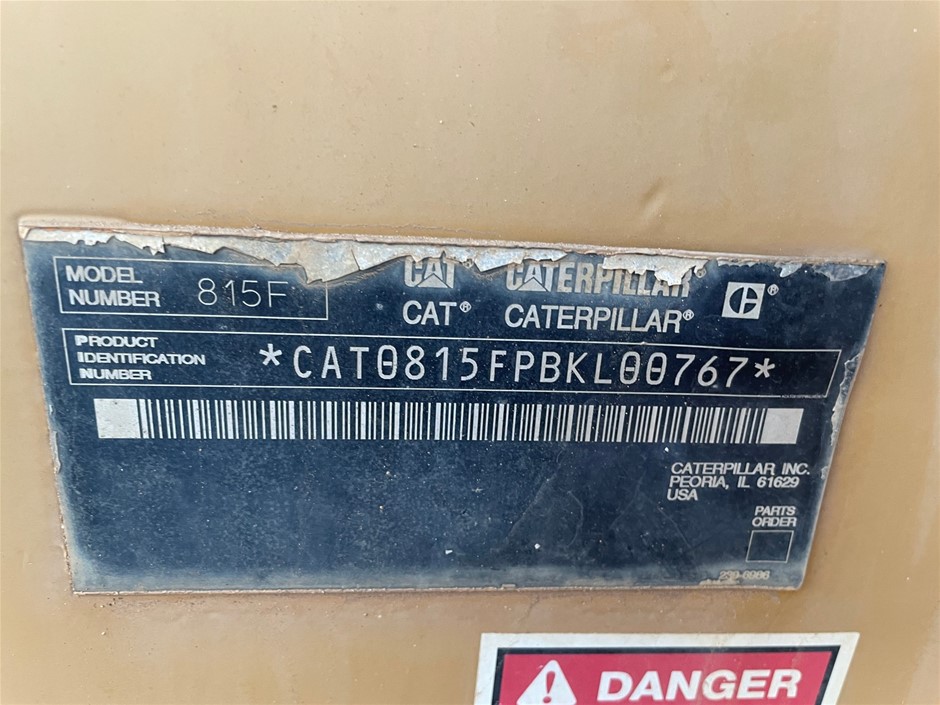 MODEL
NUMBER 815F
CAT CATERPILLAR
CAT® CATERPILLAR®
PRODUCT
IDENTIFICATION
NUMBER
*CAT0815FPBKL00767*
CATERPILLAR INC.
PEORIA, IL 61629
USA
PARTS
ORDER
DANGER